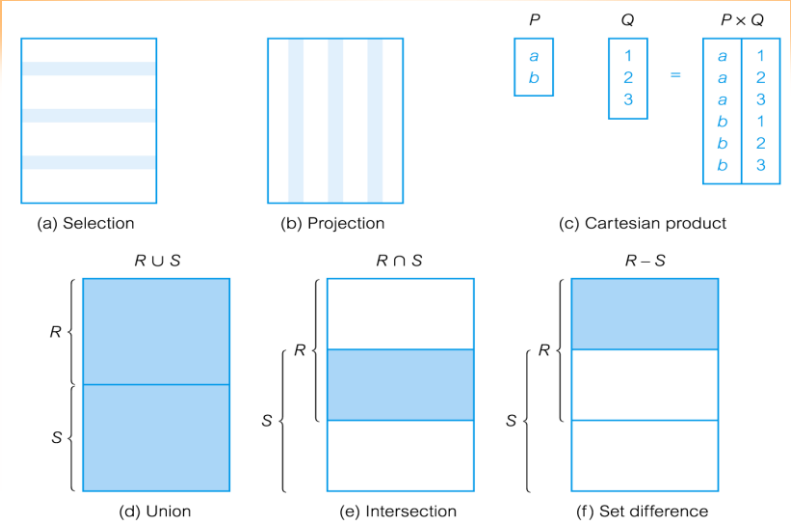 P Q P × Q
a 1 a 1
b 2 = a 2
3 a 3
b 1
b 2
b 3
(a) Selection (b) Projection (c) Cartesian product
R ∪ S R ∩ S R – S
R
S
R
S
R
S
(d) Union (e) Intersection (f) Set difference